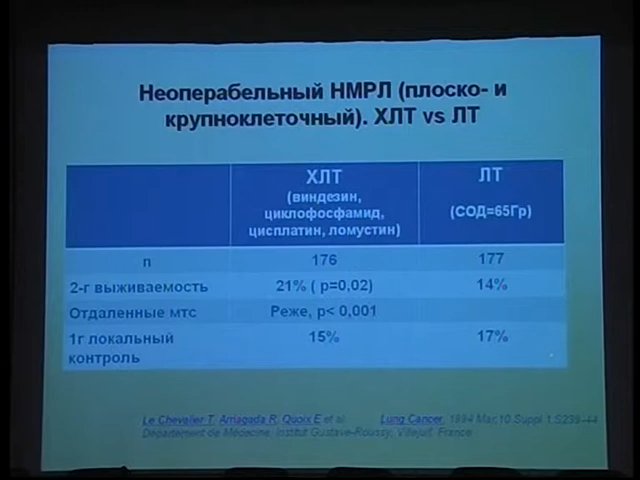 Неоперабельный НМРЛ (плоско- и
крупноклеточный). ХЛТ vs ЛТ
ХЛТ
(виндезин,
циклофосфамид,
цисплатин, ломустин)
ЛТ
(СОД=65Гр)
n 176 177
2-г выживаемость 21% ( p=0,02) 14%
Отдаленные мтс Реже, p< 0,001
1г локальный 15% 17%
контроль
Le Chevalier T, Arriagada R, Quoix E et al Lung Cancer, 1994 Mar;10 Suppl 1:S239-44
Departement de Médecine, Institut Gustave-Roussy, Villejuif, France